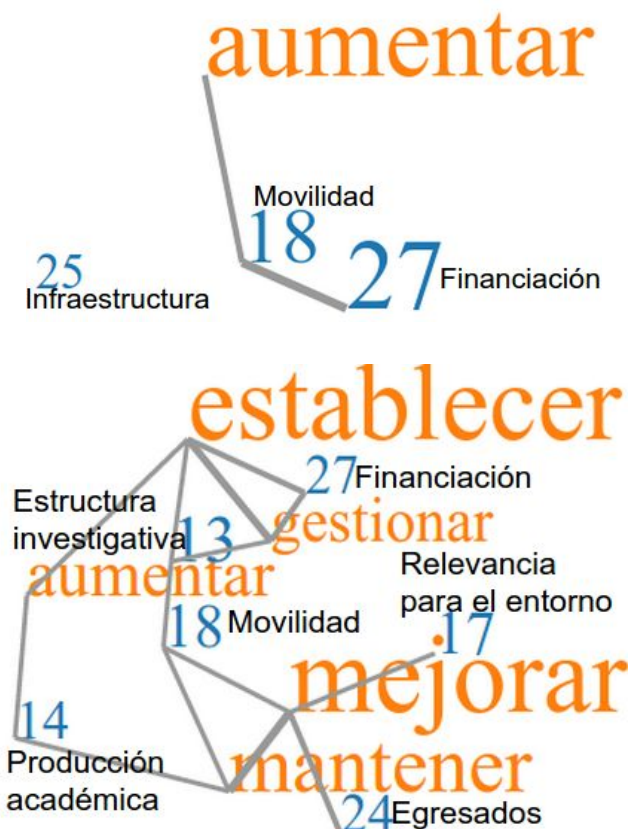 aumentar
Movilidad
18
27 Financiación
25
Infraestructura
establecer
27 Financiación
Estructura
investigativa 13
gestionar
aumentar
Relevancia
para el entorno
18 Movilidad
17
mejorar
14
Producción
académica
mantener
24 Egresados